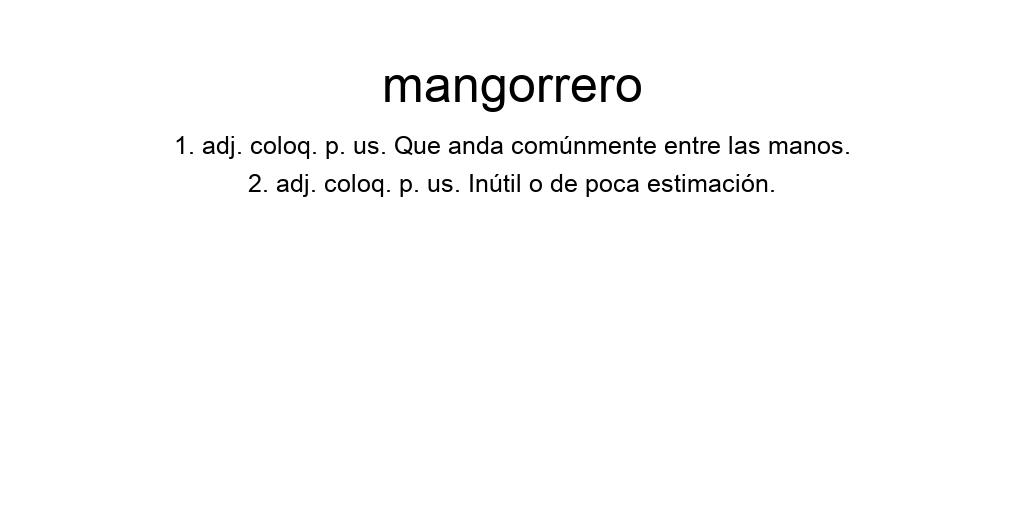 mangorrero
1. adj. coloq. p. us. Que anda comúnmente entre las manos.
2. adj. coloq. p. us. Inútil o de poca estimación.